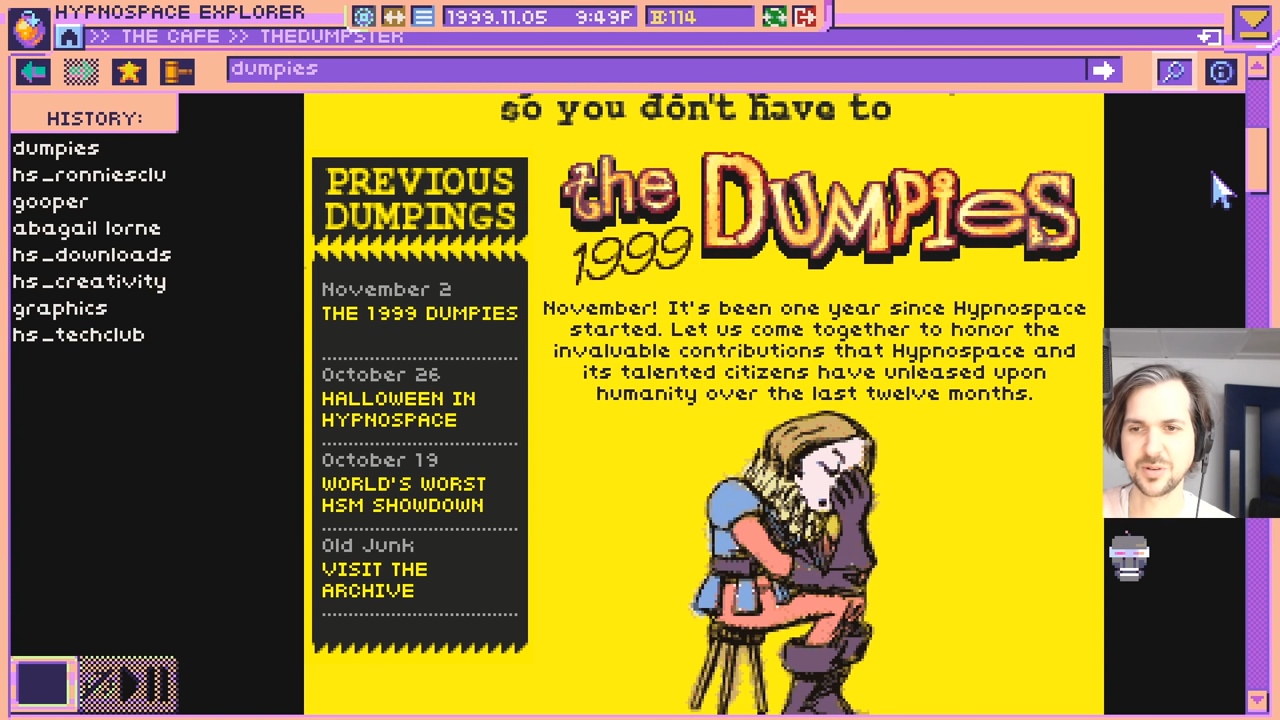 HYPNOSPACE EXPLORER
1999.11.05 9:49P
114
>> THE CAFE >> THEDUMPSTER
dumpies
HISTORY:
dumpies
hs_ronniesclu
gooper
abagail lorne
hs_downloads
hs_creativity
graphics
hs_techclub
so you don't have to
PREVIOUS
DUMPINGS
November 2
THE 1999 DUMPIES
October 26
HALLOWEEN IN
HYPNOSPACE
October 19
WORLD'S WORST
HSM SHOWDOWN
Old Junk
VISIT THE
ARCHIVE
the DUMPies
1999
November! It's been one year since Hypnospace
started. Let us come together to honor the
invaluable contributions that Hypnospace and
its talented citizens have unleased upon
humanity over the last twelve months.